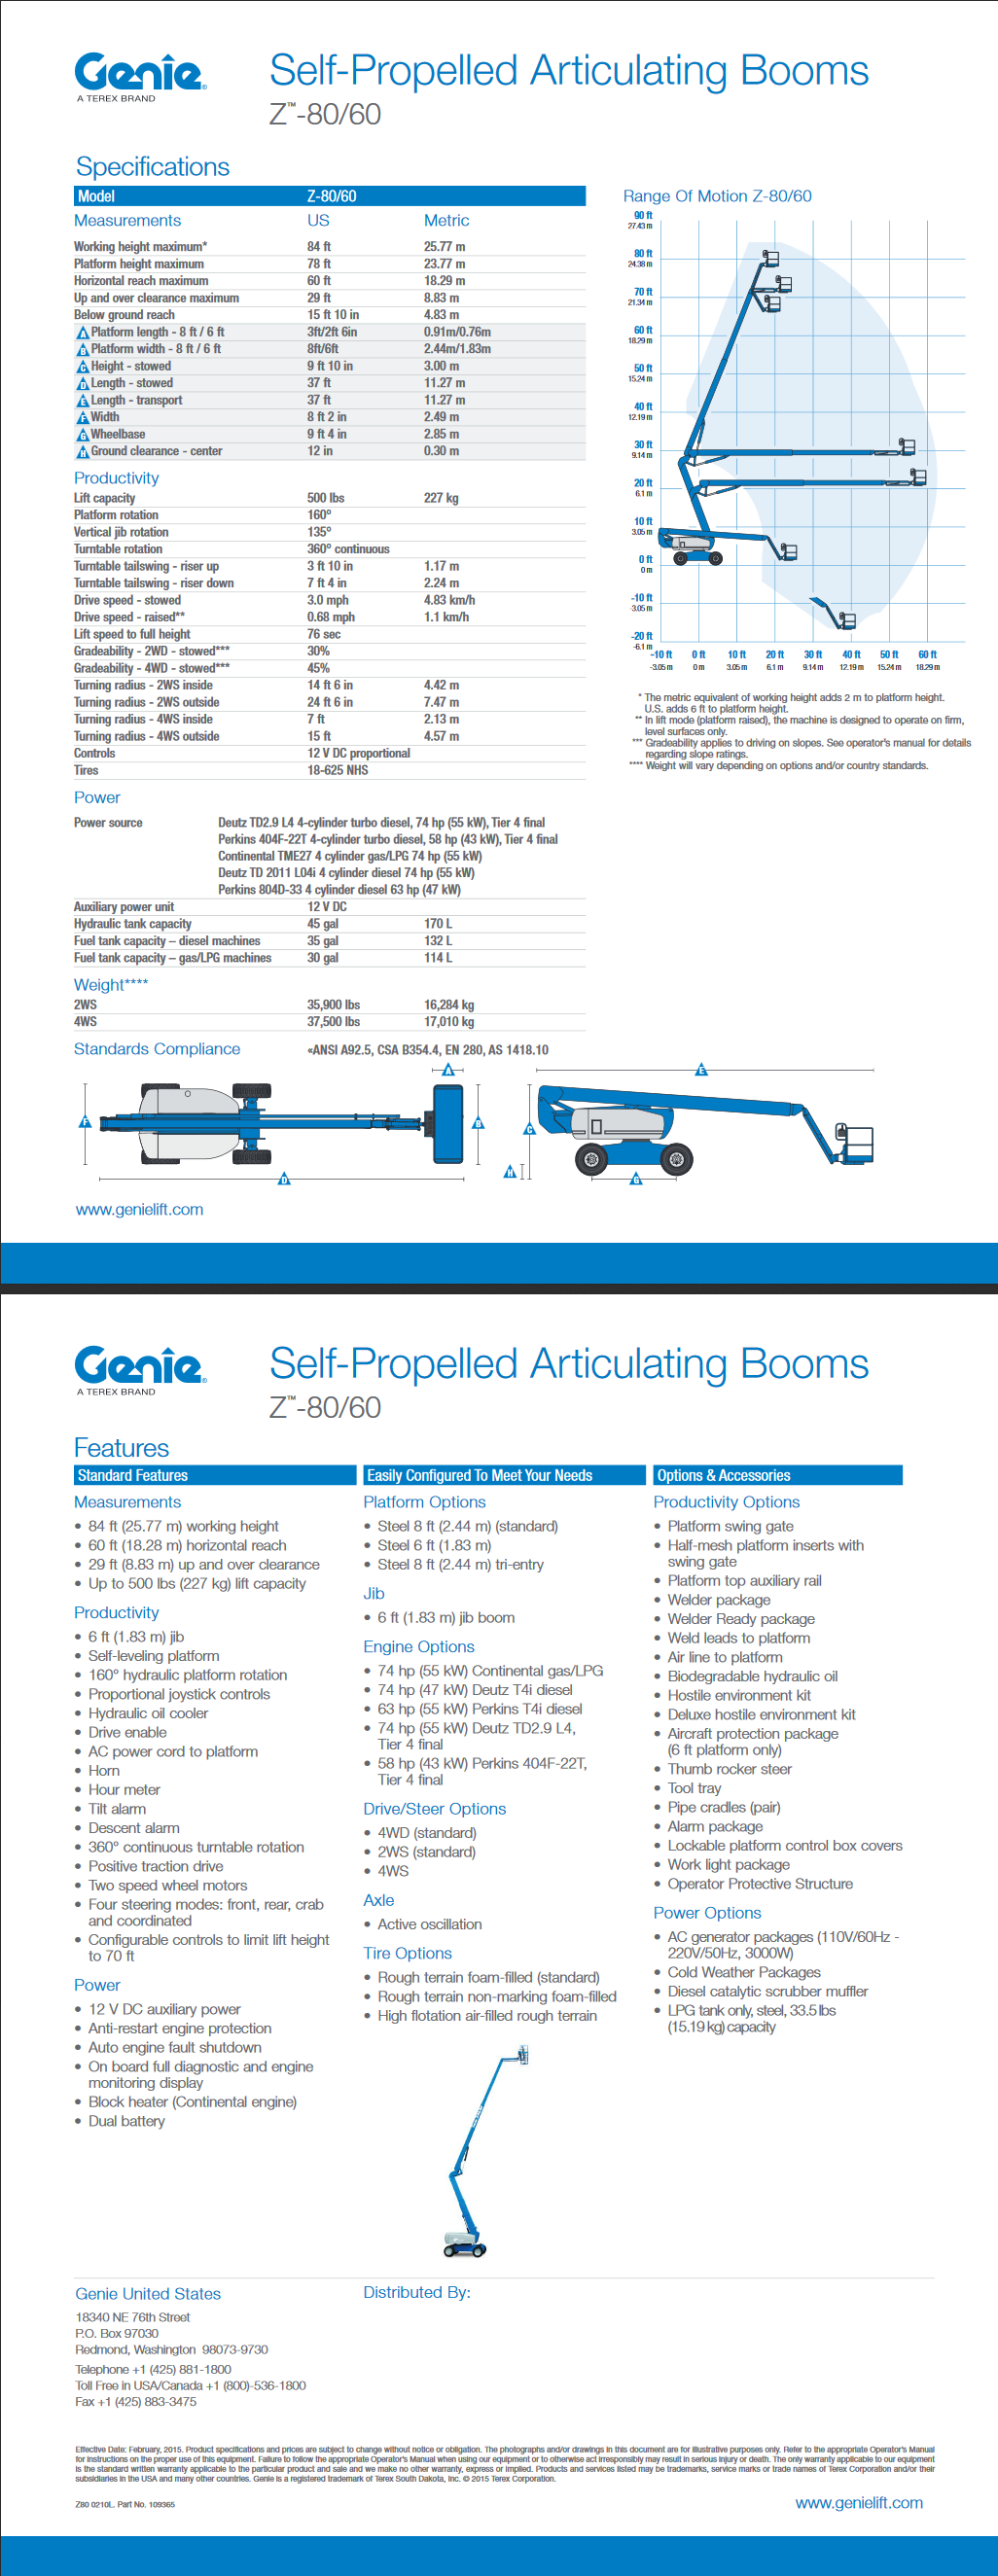 Genie®
A TEREX BRAND
Self-Propelled Articulating Booms
Z™-80/60
Specifications
Model Z-80/60
Measurements US Metric
Working height maximum* 84 ft 25.77 m
Platform height maximum 78 ft 23.77 m
Horizontal reach maximum 60 ft 18.29 m
Up and over clearance maximum 29 ft 8.83 m
Below ground reach 15 ft 10 in 4.83 m
A Platform length - 8 ft / 6 ft 3ft/2ft 6in 0.91m/0.76m
B Platform width - 8 ft / 6 ft 8ft/6ft 2.44m/1.83m
C Height - stowed 9 ft 10 in 3.00 m
D Length - stowed 37 ft 11.27 m
E Length - transport 37 ft 11.27 m
F Width 8 ft 2 in 2.49 m
G Wheelbase 9 ft 4 in 2.85 m
H Ground clearance - center 12 in 0.30 m
Productivity
Lift capacity 500 lbs 227 kg
Platform rotation 160º
Vertical jib rotation 135º
Turntable rotation 360º continuous
Turntable tailswing - riser up 3 ft 10 in 1.17 m
Turntable tailswing - riser down 7 ft 4 in 2.24 m
Drive speed - stowed 3.0 mph 4.83 km/h
Drive speed - raised** 0.68 mph 1.1 km/h
Lift speed to full height 76 sec
Gradeability - 2WD - stowed*** 30%
Gradeability - 4WD - stowed*** 45%
Turning radius - 2WS inside 14 ft 6 in 4.42 m
Turning radius - 2WS outside 24 ft 6 in 7.47 m
Turning radius - 4WS inside 7 ft 2.13 m
Turning radius - 4WS outside 15 ft 4.57 m
Controls 12 V DC proportional
Tires 18-625 NHS
Power
Power source Deutz TD2.9 L4 4-cylinder turbo diesel, 74 hp (55 kW), Tier 4 final
Perkins 404F-22T 4-cylinder turbo diesel, 58 hp (43 kW), Tier 4 final
Continental TME27 4 cylinder gas/LPG 74 hp (55 kW)
Deutz TD 2011 L04i 4 cylinder diesel 74 hp (55 kW)
Perkins 804D-33 4 cylinder diesel 63 hp (47 kW)
Auxiliary power unit 12 V DC
Hydraulic tank capacity 45 gal 170 L
Fuel tank capacity – diesel machines 35 gal 132 L
Fuel tank capacity – gas/LPG machines 30 gal 114 L
Weight****
2WS 35,900 lbs 16,284 kg
4WS 37,500 lbs 17,010 kg
Standards Compliance «ANSI A92.5, CSA B354.4, EN 280, AS 1418.10
Range Of Motion Z-80/60
90 ft
27.43 m
80 ft
24.38 m
70 ft
21.34 m
60 ft
18.29 m
50 ft
15.24 m
40 ft
12.19 m
30 ft
9.14 m
20 ft
6.1 m
10 ft
3.05 m
0 ft
0 m
-10 ft
-3.05 m
-20 ft
-6.1 m
-10 ft 0 ft 10 ft 20 ft 30 ft 40 ft 50 ft 60 ft
-3.05 m 0 m 3.05 m 6.1 m 9.14 m 12.19 m 15.24 m 18.29 m
* The metric equivalent of working height adds 2 m to platform height.
U.S. adds 6 ft to platform height.
** In lift mode (platform raised), the machine is designed to operate on firm,
level surfaces only.
*** Gradeability applies to driving on slopes. See operator's manual for details
regarding slope ratings.
**** Weight will vary depending on options and/or country standards.
A
E
F
B
C
H
D
G
www.genielift.com
Genie®
A TEREX BRAND
Self-Propelled Articulating Booms
Z™-80/60
Features
Standard Features
Measurements
• 84 ft (25.77 m) working height
• 60 ft (18.28 m) horizontal reach
• 29 ft (8.83 m) up and over clearance
• Up to 500 lbs (227 kg) lift capacity
Productivity
• 6 ft (1.83 m) jib
• Self-leveling platform
• 160º hydraulic platform rotation
• Proportional joystick controls
• Hydraulic oil cooler
• Drive enable
• AC power cord to platform
• Horn
• Hour meter
• Tilt alarm
• Descent alarm
• 360º continuous turntable rotation
• Positive traction drive
• Two speed wheel motors
• Four steering modes: front, rear, crab
and coordinated
• Configurable controls to limit lift height
to 70 ft
Power
• 12 V DC auxiliary power
• Anti-restart engine protection
• Auto engine fault shutdown
• On board full diagnostic and engine
monitoring display
• Block heater (Continental engine)
• Dual battery
Easily Configured To Meet Your Needs
Platform Options
• Steel 8 ft (2.44 m) (standard)
• Steel 6 ft (1.83 m)
• Steel 8 ft (2.44 m) tri-entry
Jib
• 6 ft (1.83 m) jib boom
Engine Options
• 74 hp (55 kW) Continental gas/LPG
• 74 hp (47 kW) Deutz T4i diesel
• 63 hp (55 kW) Perkins T4i diesel
• 74 hp (55 kW) Deutz TD2.9 L4,
Tier 4 final
• 58 hp (43 kW) Perkins 404F-22T,
Tier 4 final
Drive/Steer Options
• 4WD (standard)
• 2WS (standard)
• 4WS
Axle
• Active oscillation
Tire Options
• Rough terrain foam-filled (standard)
• Rough terrain non-marking foam-filled
• High flotation air-filled rough terrain
Options & Accessories
Productivity Options
• Platform swing gate
• Half-mesh platform inserts with
swing gate
• Platform top auxiliary rail
• Welder package
• Welder Ready package
• Weld leads to platform
• Air line to platform
• Biodegradable hydraulic oil
• Hostile environment kit
• Deluxe hostile environment kit
• Aircraft protection package
(6 ft platform only)
• Thumb rocker steer
• Tool tray
• Pipe cradles (pair)
• Alarm package
• Lockable platform control box covers
• Work light package
• Operator Protective Structure
Power Options
• AC generator packages (110V/60Hz -
220V/50Hz, 3000W)
• Cold Weather Packages
• Diesel catalytic scrubber muffler
• LPG tank only, steel, 33.5 lbs
(15.19 kg) capacity
Genie United States
18340 NE 76th Street
P.O. Box 97030
Redmond, Washington 98073-9730
Telephone +1 (425) 881-1800
Toll Free in USA/Canada +1 (800)-536-1800
Fax +1 (425) 883-3475
Distributed By:
Effective Date: February, 2015. Product specifications and prices are subject to change without notice or obligation. The photographs and/or drawings in this document are for illustrative purposes only. Refer to the appropriate Operator's Manual
for instructions on the proper use of this equipment. Failure to follow the appropriate Operator's Manual when using our equipment or to otherwise act irresponsibly may result in serious injury or death. The only warranty applicable to our equipment
is the standard written warranty applicable to the particular product and sale and we make no other warranty, express or implied. Products and services listed may be trademarks, service marks or trade names of Terex Corporation and/or their
subsidiaries in the USA and many other countries. Genie is a registered trademark of Terex South Dakota, Inc. © 2015 Terex Corporation.
Z80 0210L. Part No. 109365
www.genielift.com